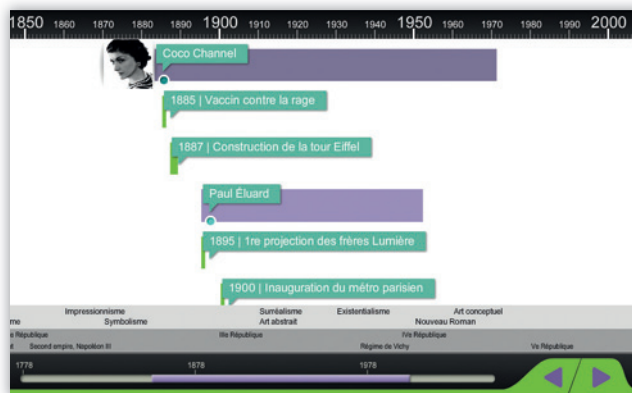 1850 1860 1870 1880 1890 1900 1910 1920 1930 1940 1950 1960 1970 1980 1990 2000
Coco Channel
1885 | Vaccin contre la rage
1887 | Construction de la tour Eiffel
Paul Éluard
1895 | 1re projection des frères Lumière
1900 | Inauguration du métro parisien
Impressionnisme Surréalisme Existentialisme Art conceptuel
me Symbolisme Art abstrait Nouveau Roman
e République IIIe République IVe République
Second empire, Napoléon III Régime de Vichy Ve République
1778 1878 1978